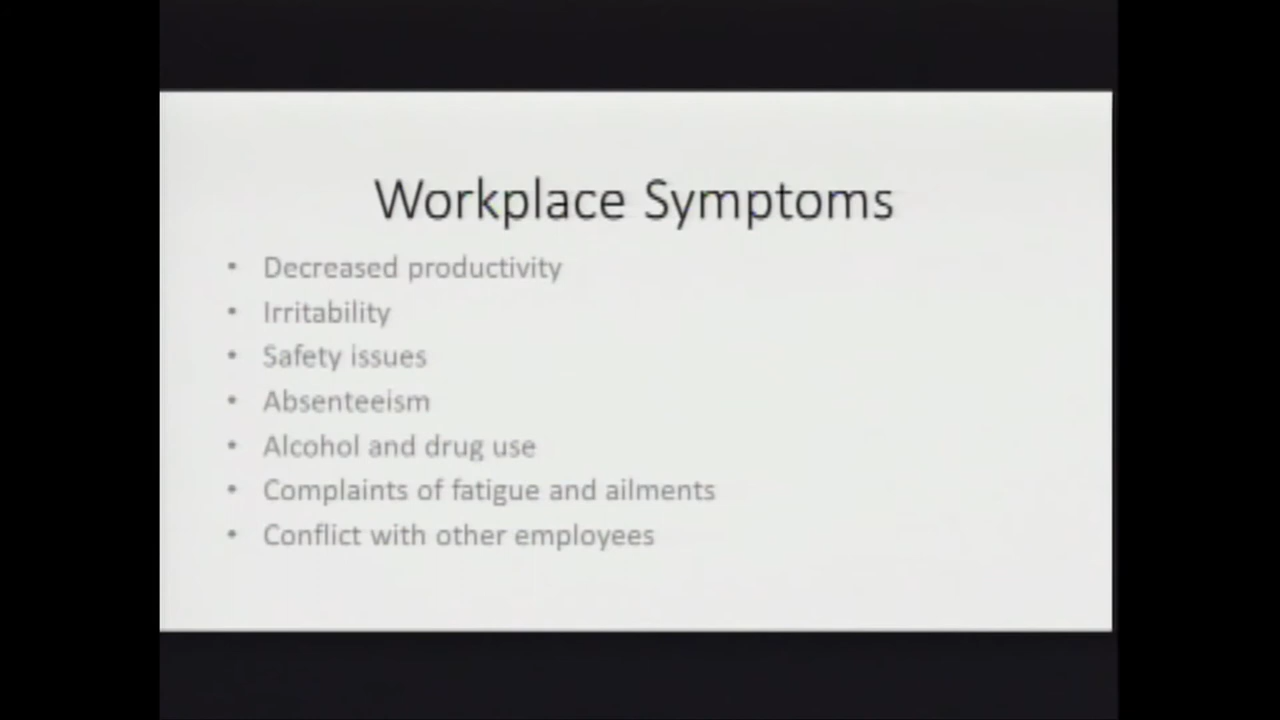 Workplace Symptoms
• Decreased productivity
• Irritability
• Safety issues
• Absenteeism
• Alcohol and drug use
• Complaints of fatigue and ailments
• Conflict with other employees